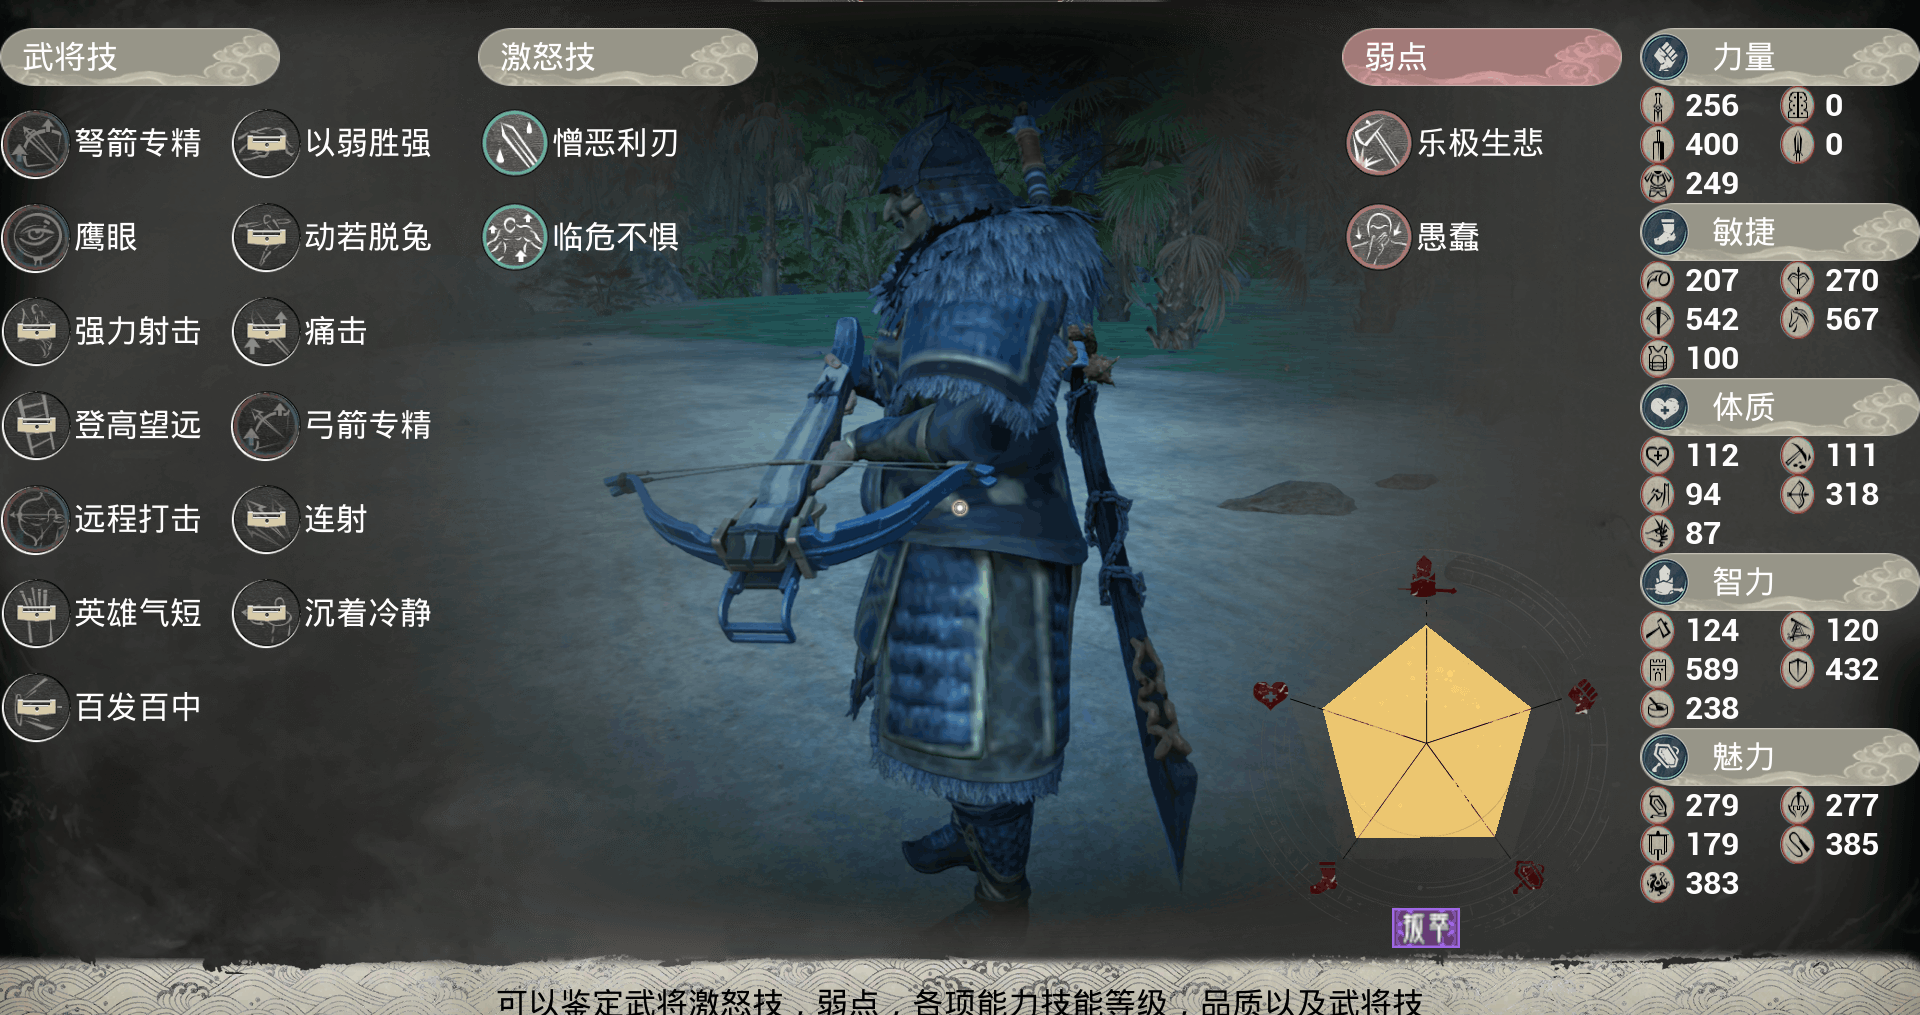 武将技
弩箭专精 以弱胜强
鹰眼 动若脱兔
强力射击 痛击
登高望远 弓箭专精
远程打击 连射
英雄气短 沉着冷静
百发百中
激怒技
憎恶利刃
临危不惧
弱点
乐极生悲
愚蠢
力量
256 0
400 0
249
敏捷
207 270
542 567
100
体质
112 111
94 318
87
智力
124 120
589 432
238
魅力
279 277
179 385
383
拔萃
可以鉴定武将激怒技，弱点，各项能力技能等级，品质以及武将技